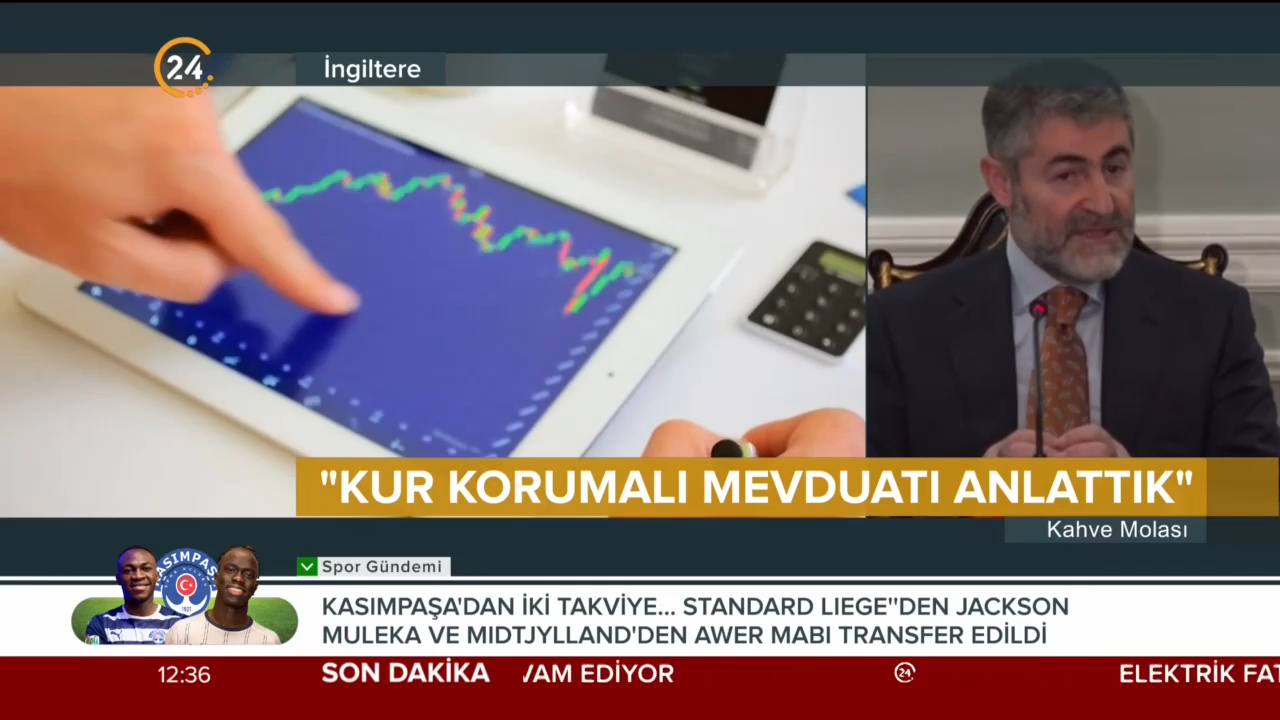 24
İngiltere
"KUR KORUMALI MEVDUATI ANLATTIK"
Kahve Molası
Spor Gündemi
KASIMPAŞA'DAN İKİ TAKVİYE... STANDARD LIEGE"DEN JACKSON
MULEKA VE MIDTJYLLAND'DEN AWER MABI TRANSFER EDİLDİ
12:36 SON DAKİKA VAM EDİYOR 24 ELEKTRİK FAT